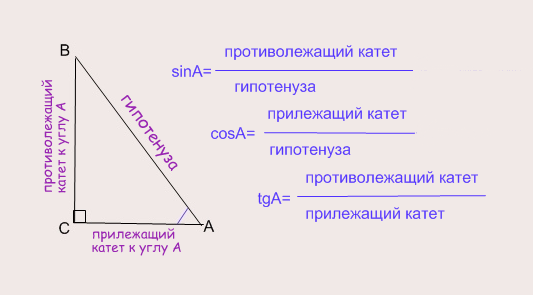 B
противолежащий
катет к углу A
гипотенуза
C
A
прилежащий
катет к углу A
sinA= противолежащий катет
гипотенуза
cosA= прилежащий катет
гипотенуза
tgA= противолежащий катет
прилежащий катет